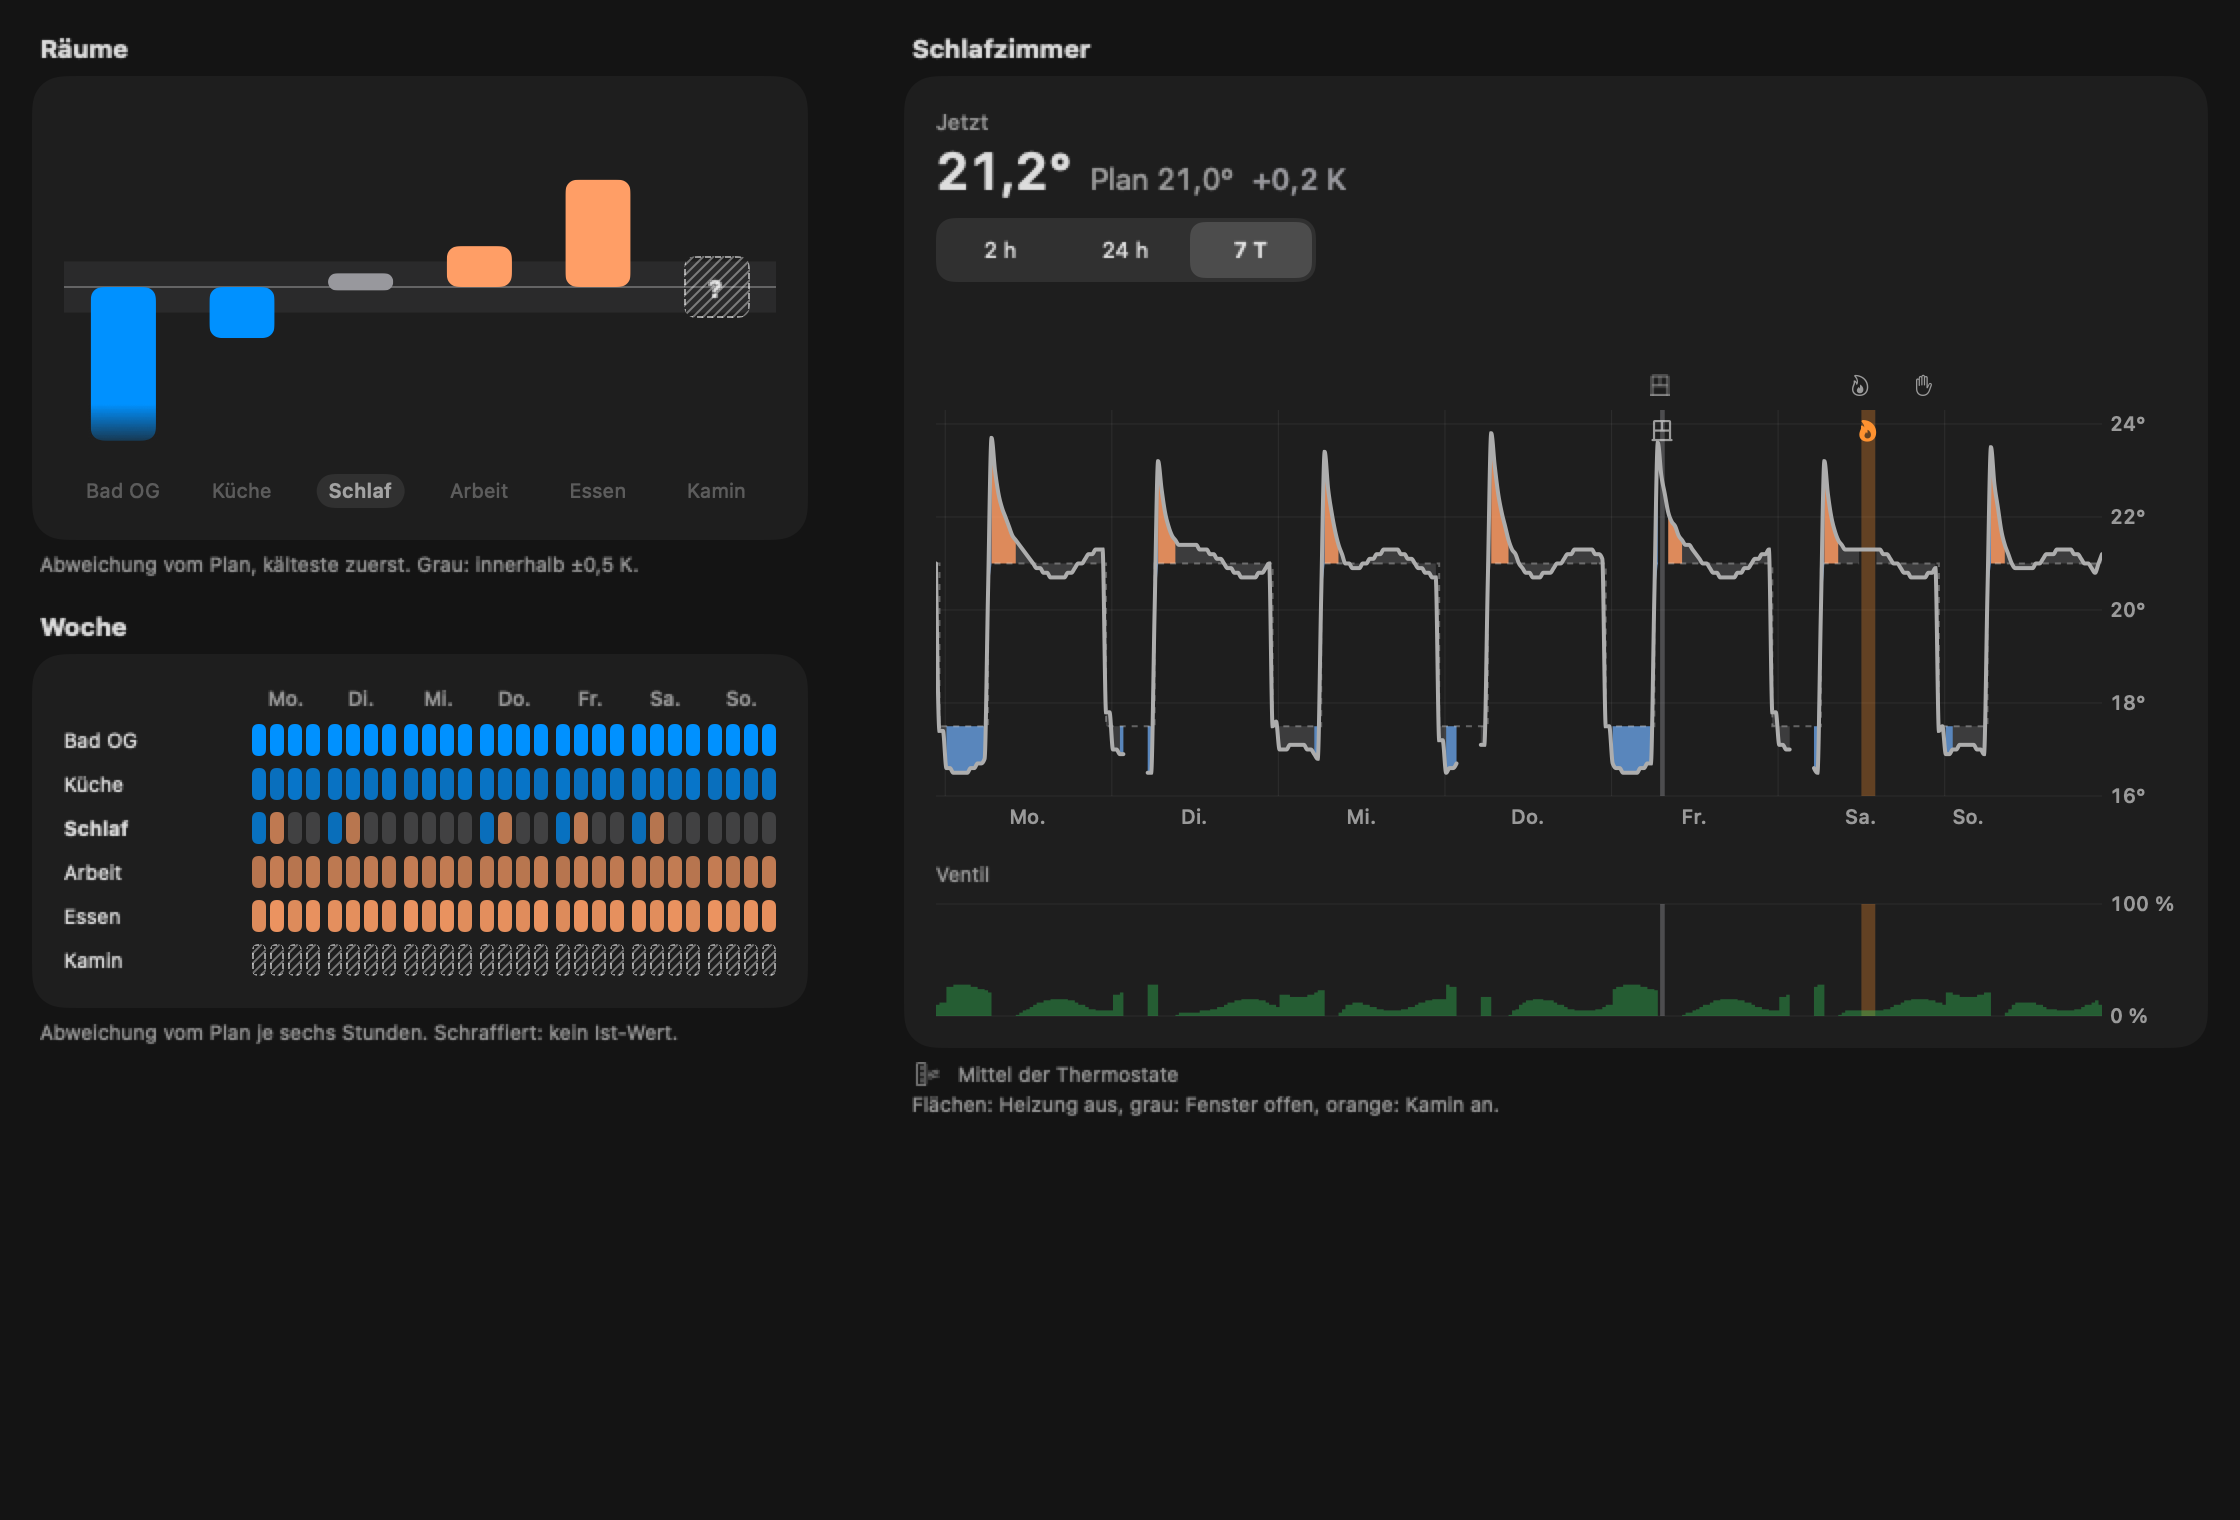 Räume
?
Bad OG Küche Schlaf Arbeit Essen Kamin
Abweichung vom Plan, kälteste zuerst. Grau: innerhalb ±0,5 K.
Woche
Mo. Di. Mi. Do. Fr. Sa. So.
Bad OG
Küche
Schlaf
Arbeit
Essen
Kamin
Abweichung vom Plan je sechs Stunden. Schraffiert: kein Ist-Wert.
Schlafzimmer
Jetzt
21,2° Plan 21,0° +0,2 K
2 h 24 h 7 T
24°
22°
20°
18°
16°
Mo. Di. Mi. Do. Fr. Sa. So.
Ventil
100 %
0 %
Mittel der Thermostate
Flächen: Heizung aus, grau: Fenster offen, orange: Kamin an.